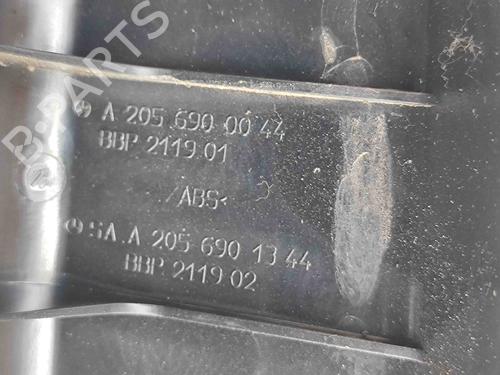 B-PARTS
A 205 690 00 44
BBP 2119 01
>ABS<
SA.A 205 690 13 44
BBP 2119 02